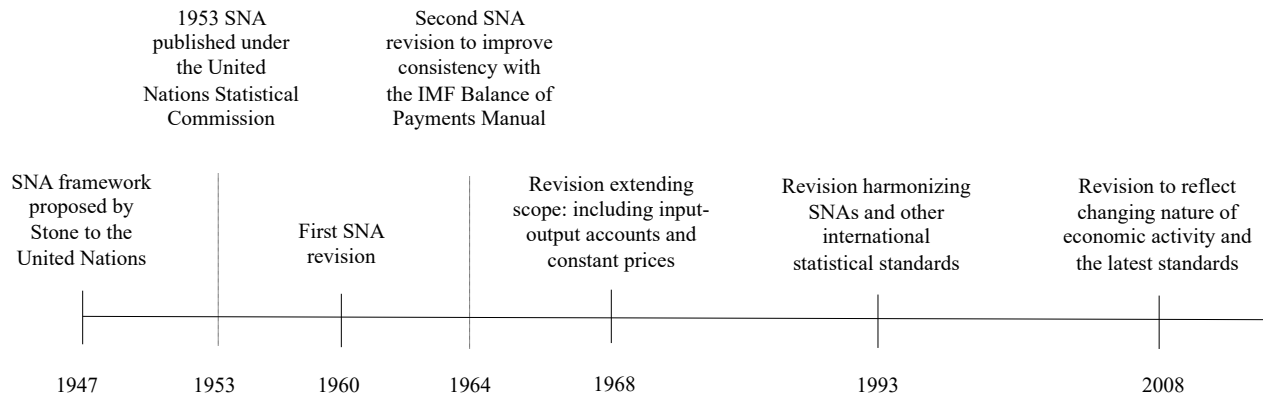 1953 SNA
published under
the United
Nations Statistical
Commission
Second SNA
revision to improve
consistency with
the IMF Balance of
Payments Manual
SNA framework
proposed by
Stone to the
United Nations
First SNA
revision
Revision extending
scope: including input-
output accounts and
constant prices
Revision harmonizing
SNAs and other
international
statistical standards
Revision to reflect
changing nature of
economic activity and
the latest standards
1947
1953
1960
1964
1968
1993
2008